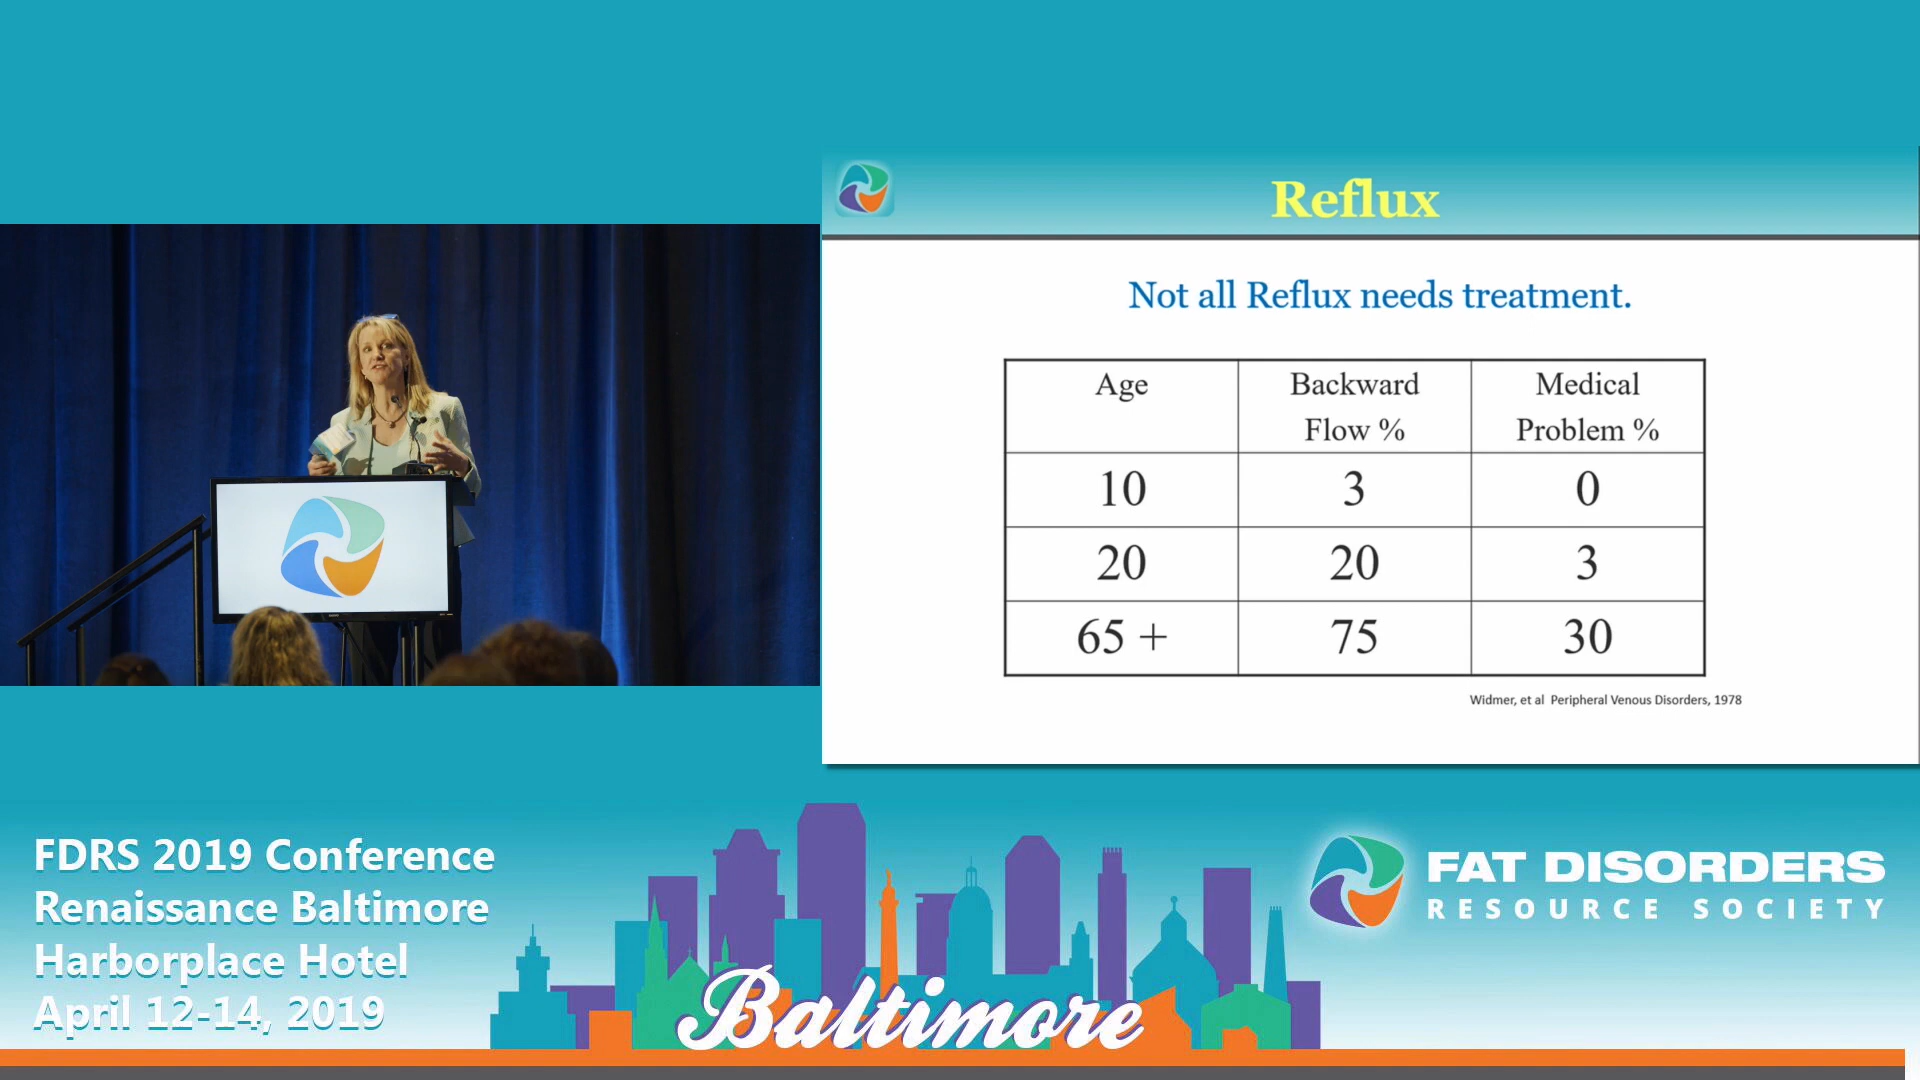 Reflux
Not all Reflux needs treatment.
Age Backward Flow % Medical Problem %
10 3 0
20 20 3
65 + 75 30
Widmer, et al Peripheral Venous Disorders, 1978
FDRS 2019 Conference
Renaissance Baltimore
Harborplace Hotel
April 12-14, 2019
Baltimore
FAT DISORDERS
RESOURCE SOCIETY